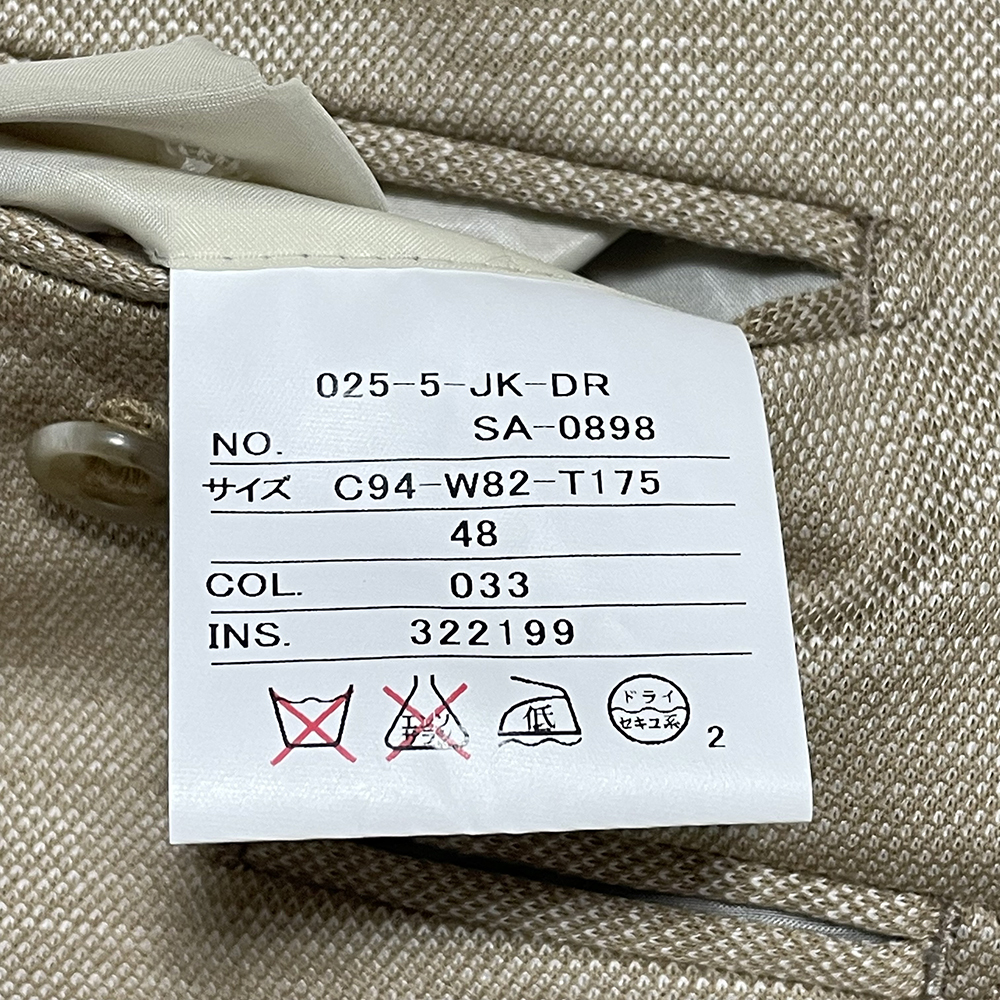 025-5-JK-DR
NO. SA-0898
サイズ C94-W82-T175
48
COL. 033
INS. 322199
エンソ
サラシ
低
ドライ
セキユ系
2